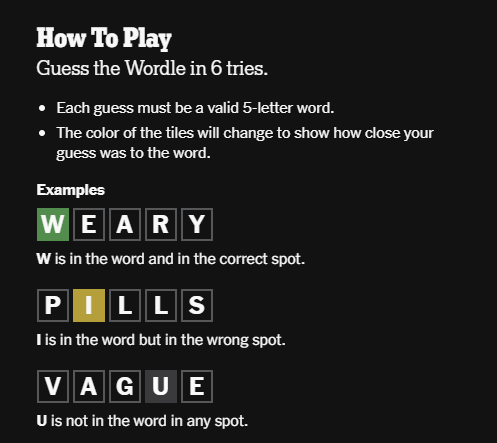 How To Play
Guess the Wordle in 6 tries.
• Each guess must be a valid 5-letter word.
• The color of the tiles will change to show how close your
guess was to the word.
Examples
W E A R Y
W is in the word and in the correct spot.
P I L L S
I is in the word but in the wrong spot.
V A G U E
U is not in the word in any spot.